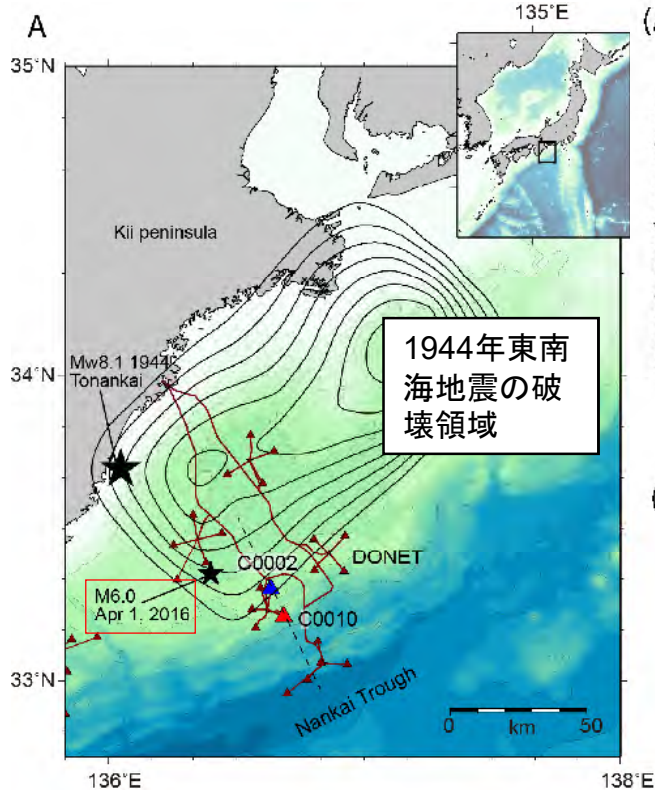 A
135°E
35°N
Kii peninsula
Mw8.1 1944
Tonankai
34°N
1944年東南
海地震の破
壊領域
C0002
DONET
M6.0
Apr 1, 2016
C0010
33°N
Nankai Trough
0
50
km
136°E
138°E